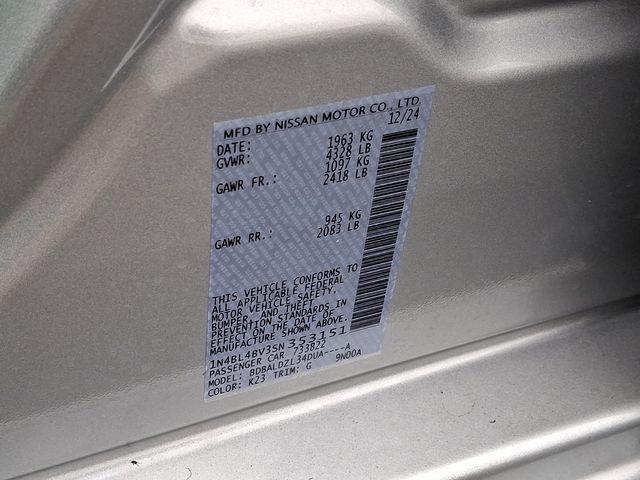 MFD BY NISSAN MOTOR CO., LTD.
DATE: 12/24
GVWR: 1963 KG
4328 LB
GAWR FR.: 1097 KG
2418 LB
GAWR RR.: 945 KG
2083 LB
THIS VEHICLE CONFORMS TO
ALL APPLICABLE FEDERAL
MOTOR VEHICLE SAFETY,
BUMPER, AND THEFT
PREVENTION STANDARDS IN
EFFECT ON THE DATE OF
MANUFACTURE SHOWN ABOVE.
1N4BL4BV3SN353151
PASSENGER CAR 733822
MODEL: BDBALDZL34DUA----A
COLOR: K23 TRIM: G 9N00A